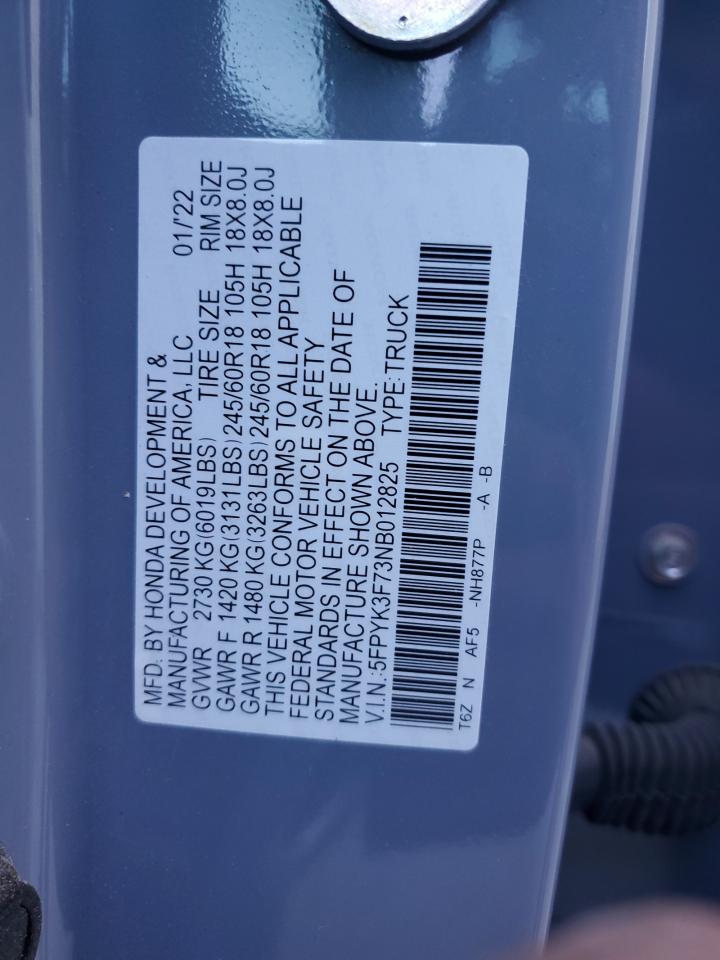 MFD. BY HONDA DEVELOPMENT &
MANUFACTURING OF AMERICA, LLC 01/'22
GVWR 2730 KG(6019LBS) TIRE SIZE RIM SIZE
GAWR F 1420 KG(3131LBS) 245/60R18 105H 18X8.0J
GAWR R 1480 KG(3263LBS) 245/60R18 105H 18X8.0J
THIS VEHICLE CONFORMS TO ALL APPLICABLE
FEDERAL MOTOR VEHICLE SAFETY
STANDARDS IN EFFECT ON THE DATE OF
MANUFACTURE SHOWN ABOVE.
V.I.N.:5FPYK3F73NB012825 TYPE:TRUCK
T6Z N AF5 -NH877P -A -B